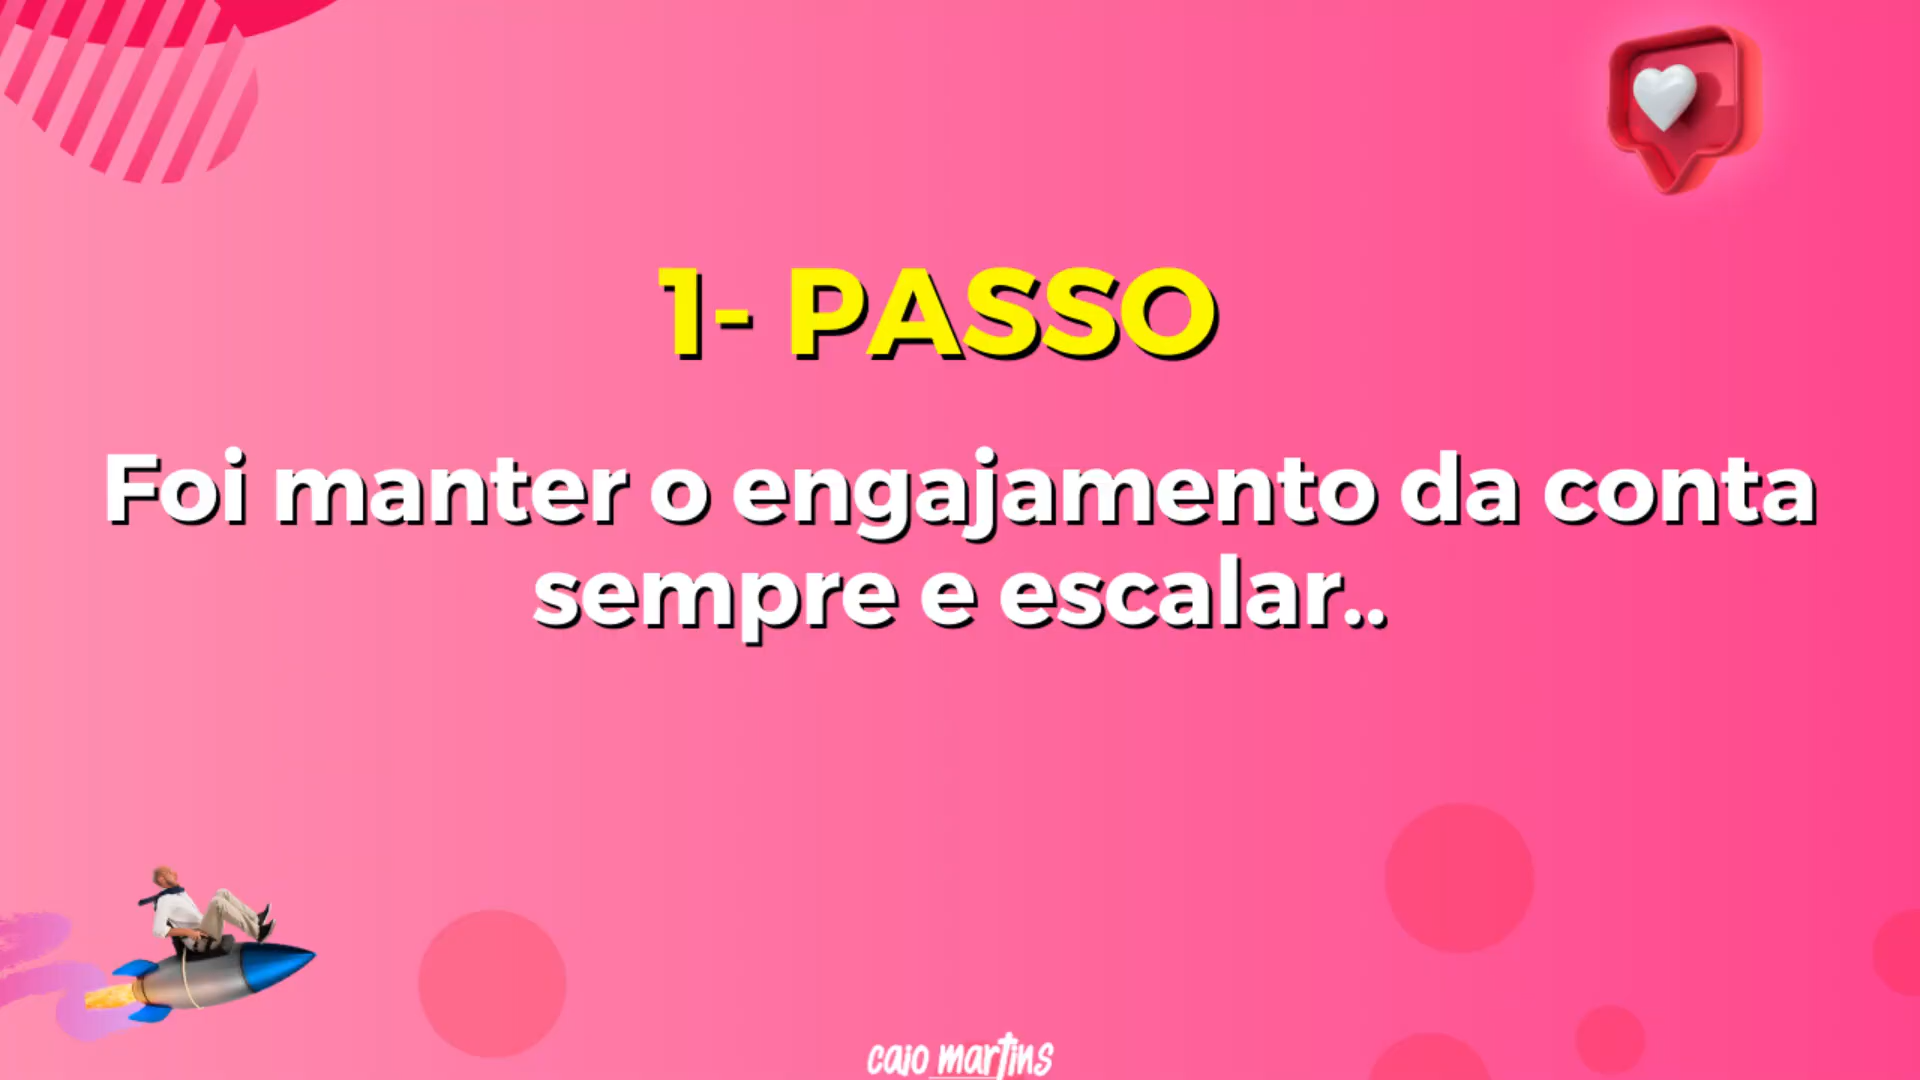 1- PASSO
Foi manter o engajamento da conta
sempre e escalar..
caio martins